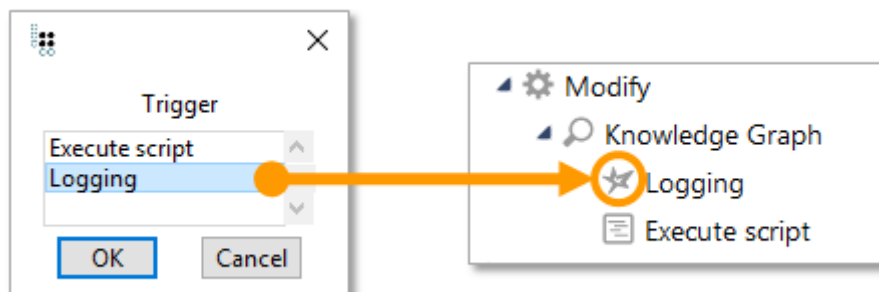 Trigger
Execute script
Logging
OK
Cancel
Modify
Knowledge Graph
Logging
Execute script